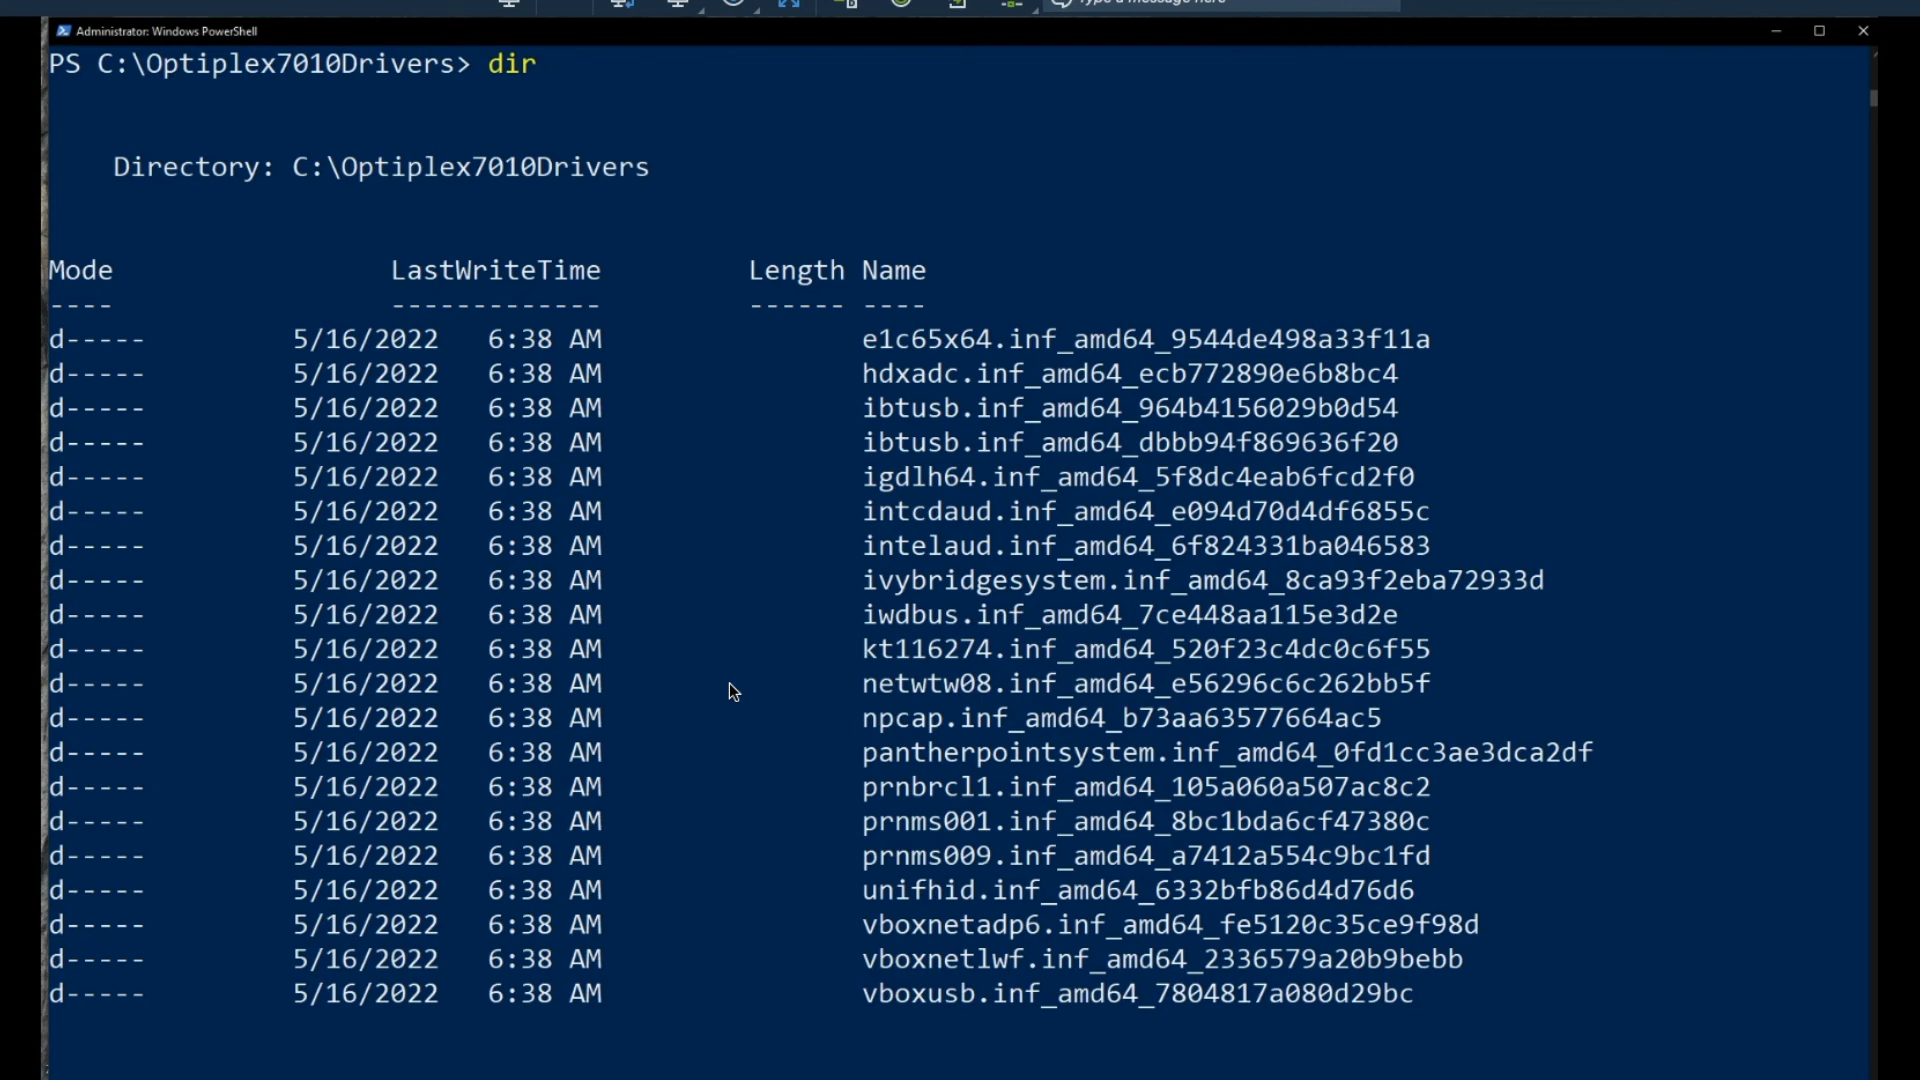 Type a message here
Administrator: Windows PowerShell
PS C:\Optiplex7010Drivers> dir
Directory: C:\Optiplex7010Drivers
Mode LastWriteTime Length Name
---- ------------- ------ ----
d----- 5/16/2022 6:38 AM e1c65x64.inf_amd64_9544de498a33f11a
d----- 5/16/2022 6:38 AM hdxadc.inf_amd64_ecb772890e6b8bc4
d----- 5/16/2022 6:38 AM ibtusb.inf_amd64_964b4156029b0d54
d----- 5/16/2022 6:38 AM ibtusb.inf_amd64_dbbb94f869636f20
d----- 5/16/2022 6:38 AM igdlh64.inf_amd64_5f8dc4eab6fcd2f0
d----- 5/16/2022 6:38 AM intcdaud.inf_amd64_e094d70d4df6855c
d----- 5/16/2022 6:38 AM intelaud.inf_amd64_6f824331ba046583
d----- 5/16/2022 6:38 AM ivybridgesystem.inf_amd64_8ca93f2eba72933d
d----- 5/16/2022 6:38 AM iwdbus.inf_amd64_7ce448aa115e3d2e
d----- 5/16/2022 6:38 AM kt116274.inf_amd64_520f23c4dc0c6f55
d----- 5/16/2022 6:38 AM netwtw08.inf_amd64_e56296c6c262bb5f
d----- 5/16/2022 6:38 AM npcap.inf_amd64_b73aa63577664ac5
d----- 5/16/2022 6:38 AM pantherpointsystem.inf_amd64_0fd1cc3ae3dca2df
d----- 5/16/2022 6:38 AM prnbrcl1.inf_amd64_105a060a507ac8c2
d----- 5/16/2022 6:38 AM prnms001.inf_amd64_8bc1bda6cf47380c
d----- 5/16/2022 6:38 AM prnms009.inf_amd64_a7412a554c9bc1fd
d----- 5/16/2022 6:38 AM unifhid.inf_amd64_6332bfb86d4d76d6
d----- 5/16/2022 6:38 AM vboxnetadp6.inf_amd64_fe5120c35ce9f98d
d----- 5/16/2022 6:38 AM vboxnetlwf.inf_amd64_2336579a20b9bebb
d----- 5/16/2022 6:38 AM vboxusb.inf_amd64_7804817a080d29bc